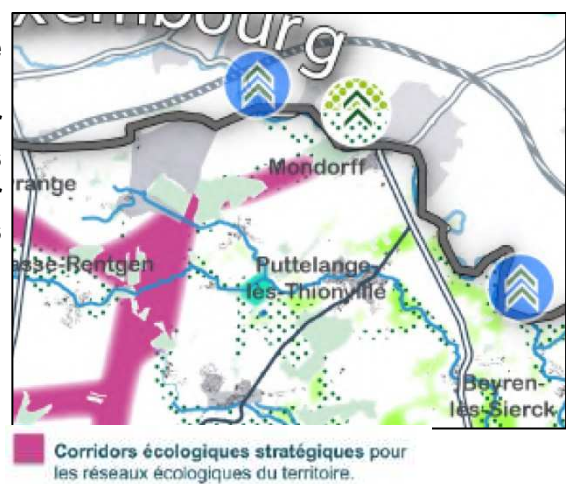 xembourg
Mondorff
range
asse-Rentgen
Puttelange-
lès-Thionville
Beyren-
lès-Sierck
Corridors écologiques stratégiques pour
les réseaux écologiques du territoire.